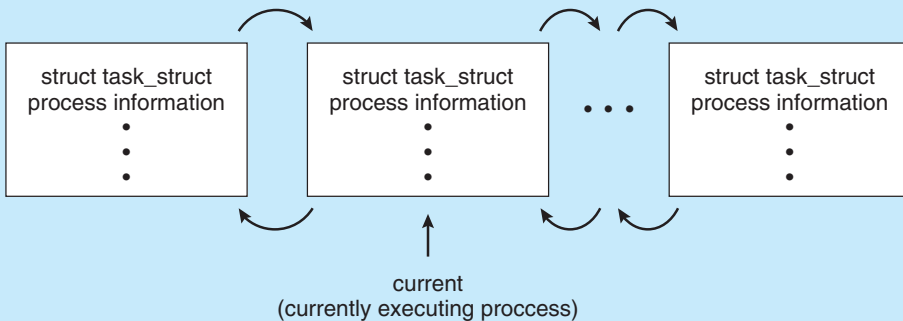 struct task_struct
process information
•
•
•
struct task_struct
process information
•
•
•
• • •
struct task_struct
process information
•
•
•
current
(currently executing proccess)